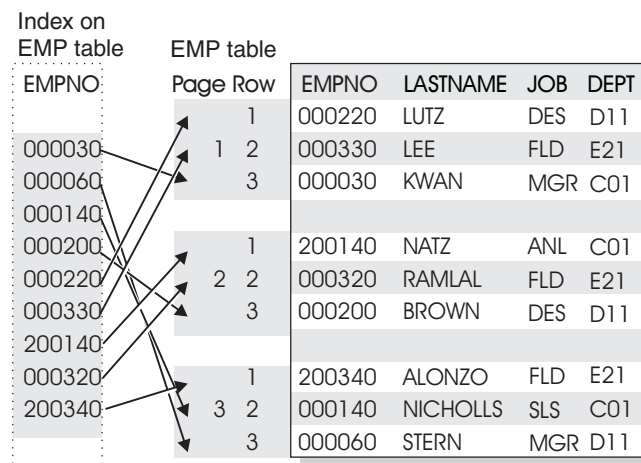 Index on
EMP table
EMP table
EMPNO Page Row EMPNO LASTNAME JOB DEPT
1 000220 LUTZ DES D11
000030 1 2 000330 LEE FLD E21
000060 3 000030 KWAN MGR C01
000140
000200 1 200140 NATZ ANL C01
000220 2 2 000320 RAMLAL FLD E21
000330 3 000200 BROWN DES D11
200140
000320 1 200340 ALONZO FLD E21
200340 3 2 000140 NICHOLLS SLS C01
3 000060 STERN MGR D11